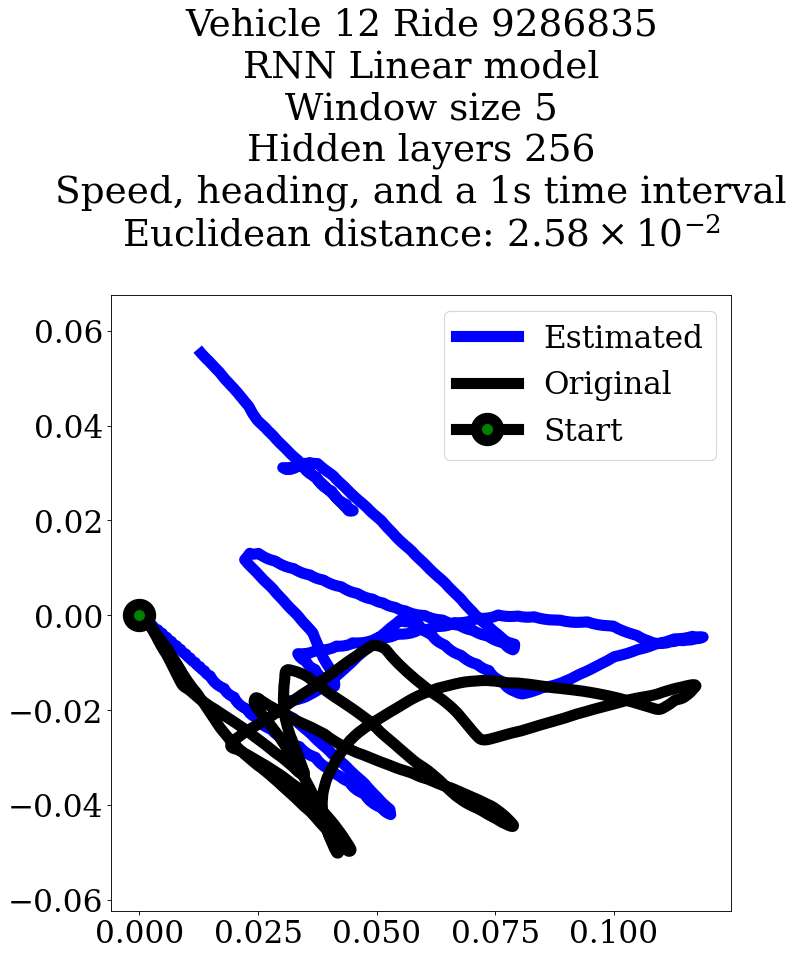 Vehicle 12 Ride 9286835
RNN Linear model
Window size 5
Hidden layers 256
Speed, heading, and a 1s time interval
Euclidean distance: 2.58 × 10⁻²
Estimated
Original
Start
0.06
0.04
0.02
0.00
−0.02
−0.04
−0.06
0.000 0.025 0.050 0.075 0.100